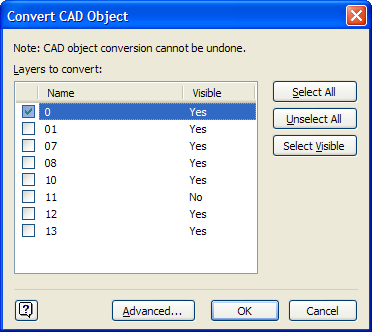 Convert CAD Object
Note: CAD object conversion cannot be undone.
Layers to convert:
Name Visible
0 Yes
01 Yes
07 Yes
08 Yes
10 Yes
11 No
12 Yes
13 Yes
Select All
Unselect All
Select Visible
? Advanced... OK Cancel